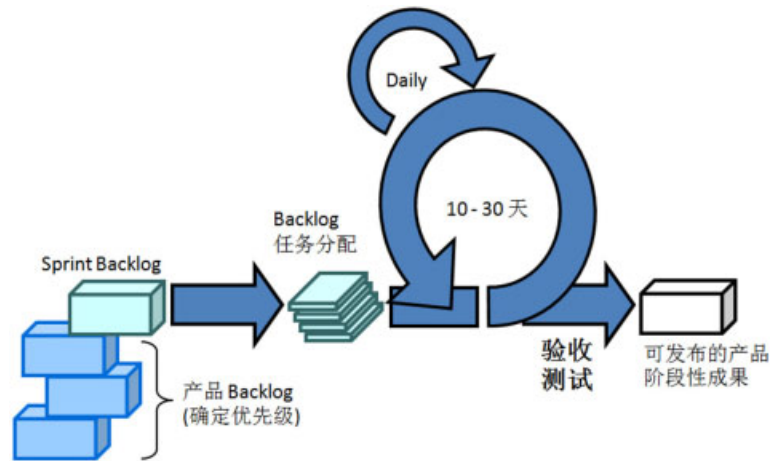 Daily
10 - 30 天
Backlog
任务分配
Sprint Backlog
验收
测试
可发布的产品
阶段性成果
产品 Backlog
(确定优先级)